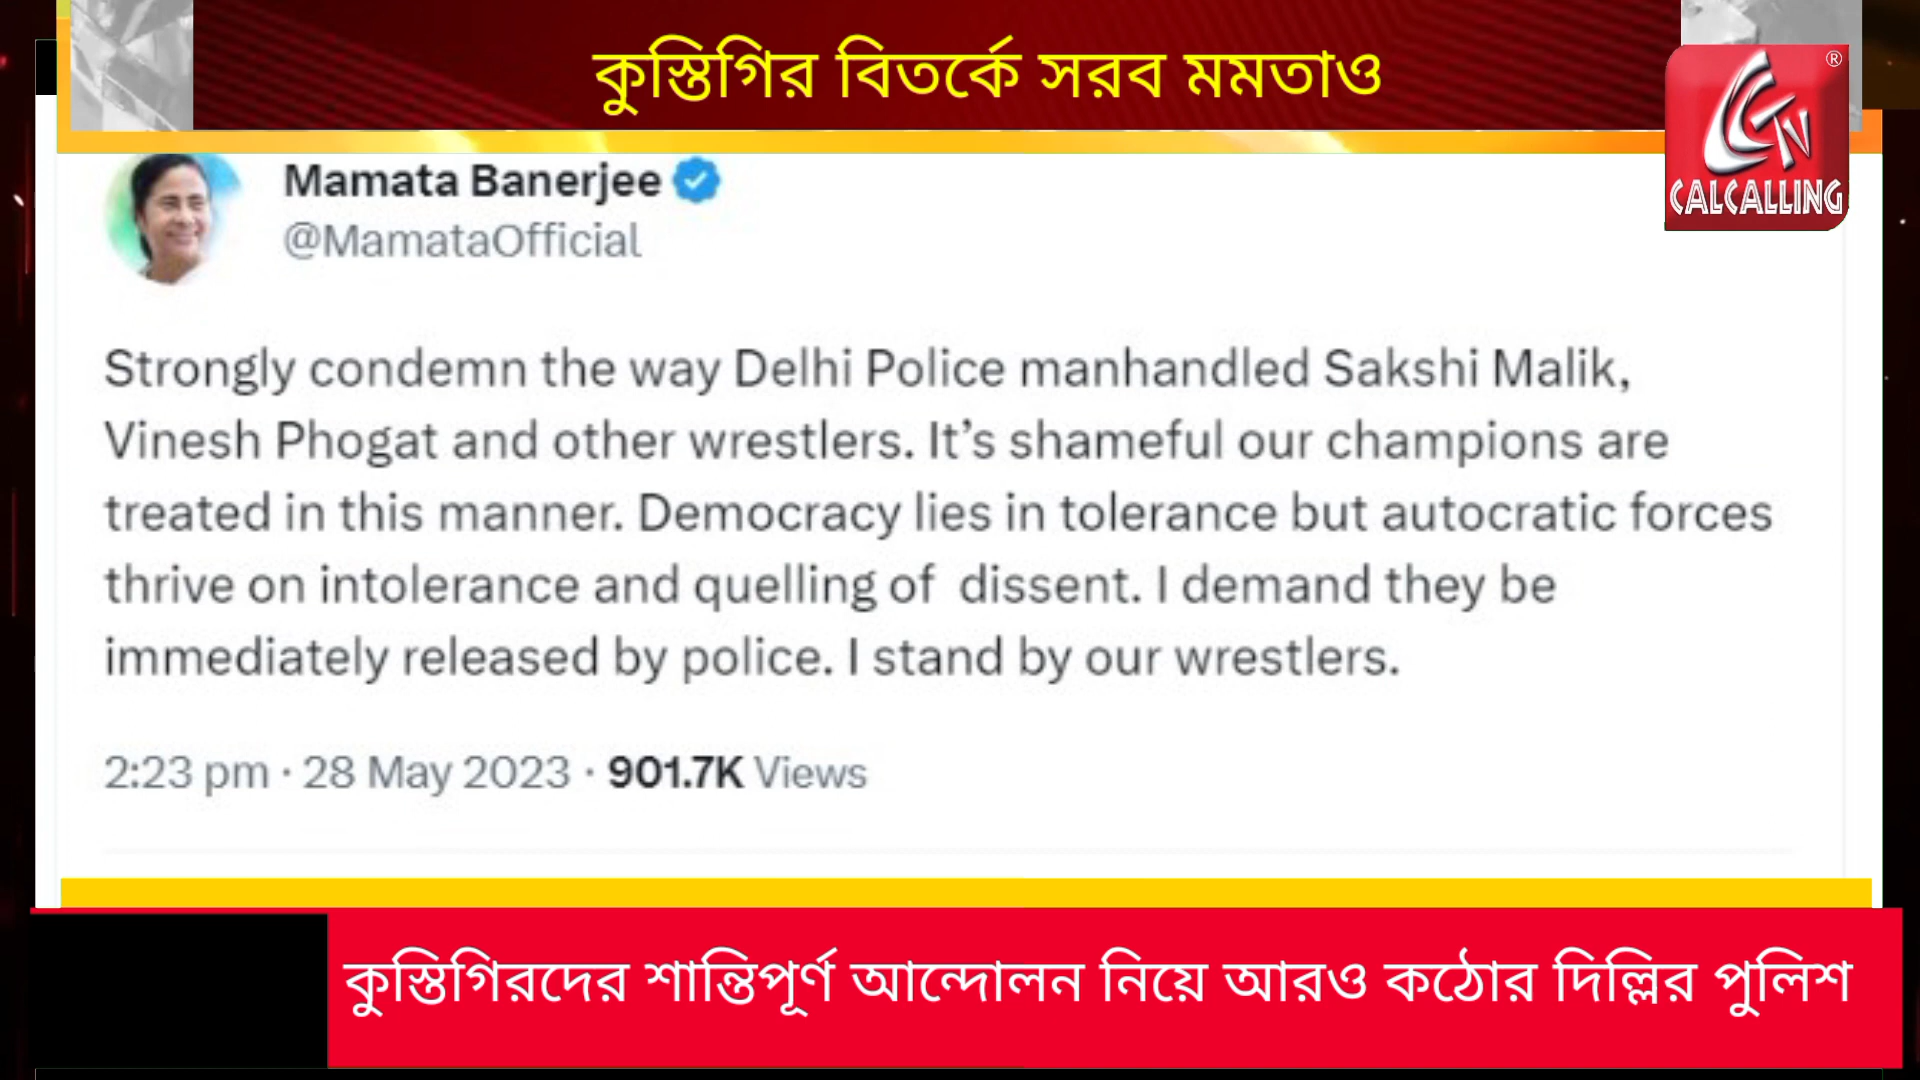 কুস্তিগির বিতর্কে সরব মমতাও
®
CGN
CALCALLING
Mamata Banerjee
@MamataOfficial
Strongly condemn the way Delhi Police manhandled Sakshi Malik,
Vinesh Phogat and other wrestlers. It’s shameful our champions are
treated in this manner. Democracy lies in tolerance but autocratic forces
thrive on intolerance and quelling of  dissent. I demand they be
immediately released by police. I stand by our wrestlers.
2:23 pm · 28 May 2023 · 901.7K Views
কুস্তিগিরদের শান্তিপূর্ণ আন্দোলন নিয়ে আরও কঠোর দিল্লির পুলিশ